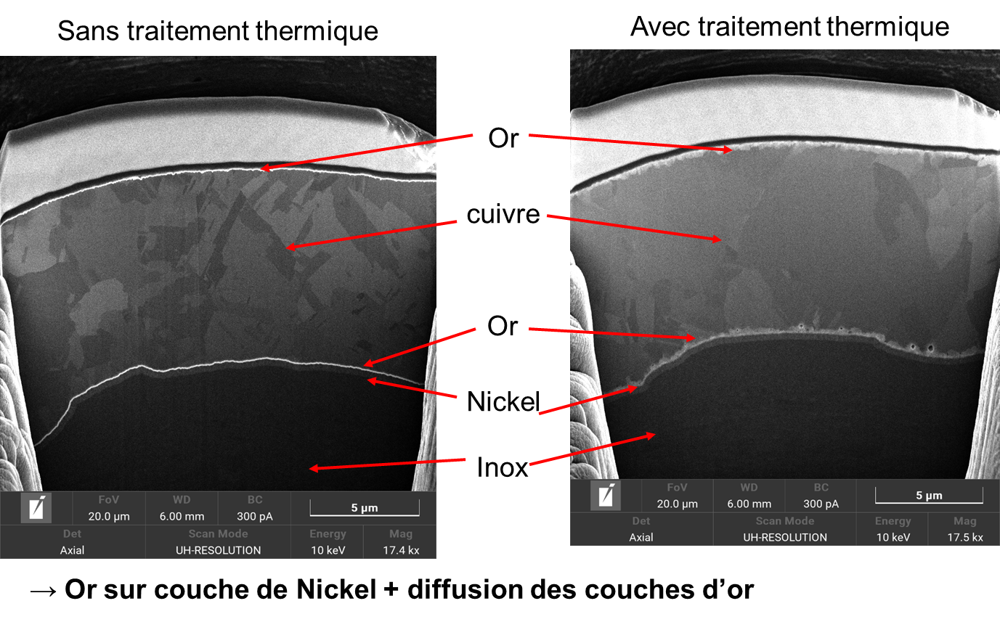 Sans traitement thermique
Avec traitement thermique
Or
cuivre
Or
Nickel
Inox
FoV
20.0 µm
WD
6.00 mm
BC
300 pA
5 µm
Det
Axial
Scan Mode
UH-RESOLUTION
Energy
10 keV
Mag
17.4 kx
FoV
20.0 µm
WD
6.00 mm
BC
300 pA
5 µm
Det
Axial
Scan Mode
UH-RESOLUTION
Energy
10 keV
Mag
17.5 kx
→ Or sur couche de Nickel + diffusion des couches d’or